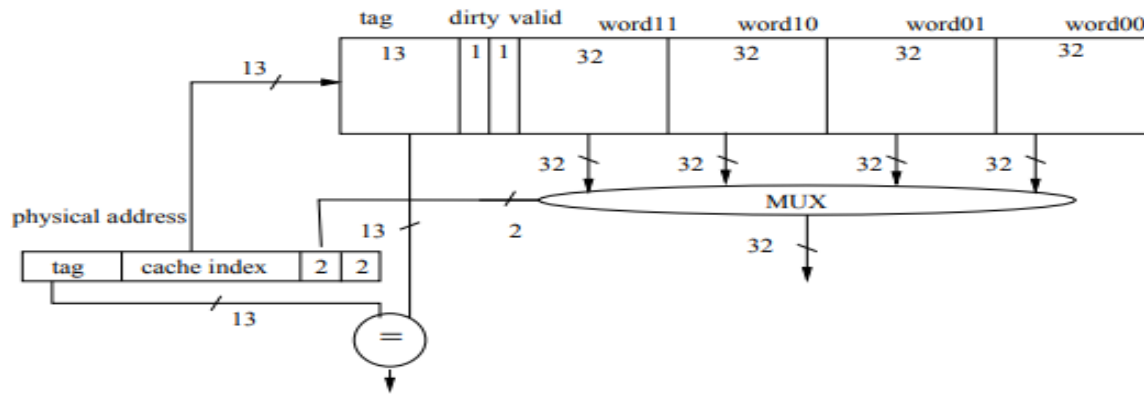 tag dirty valid word11 word10 word01 word00
13 1 1 32 32 32 32
13
32 32 32 32
MUX
physical address
13 2
32
tag cache index 2 2
13
=